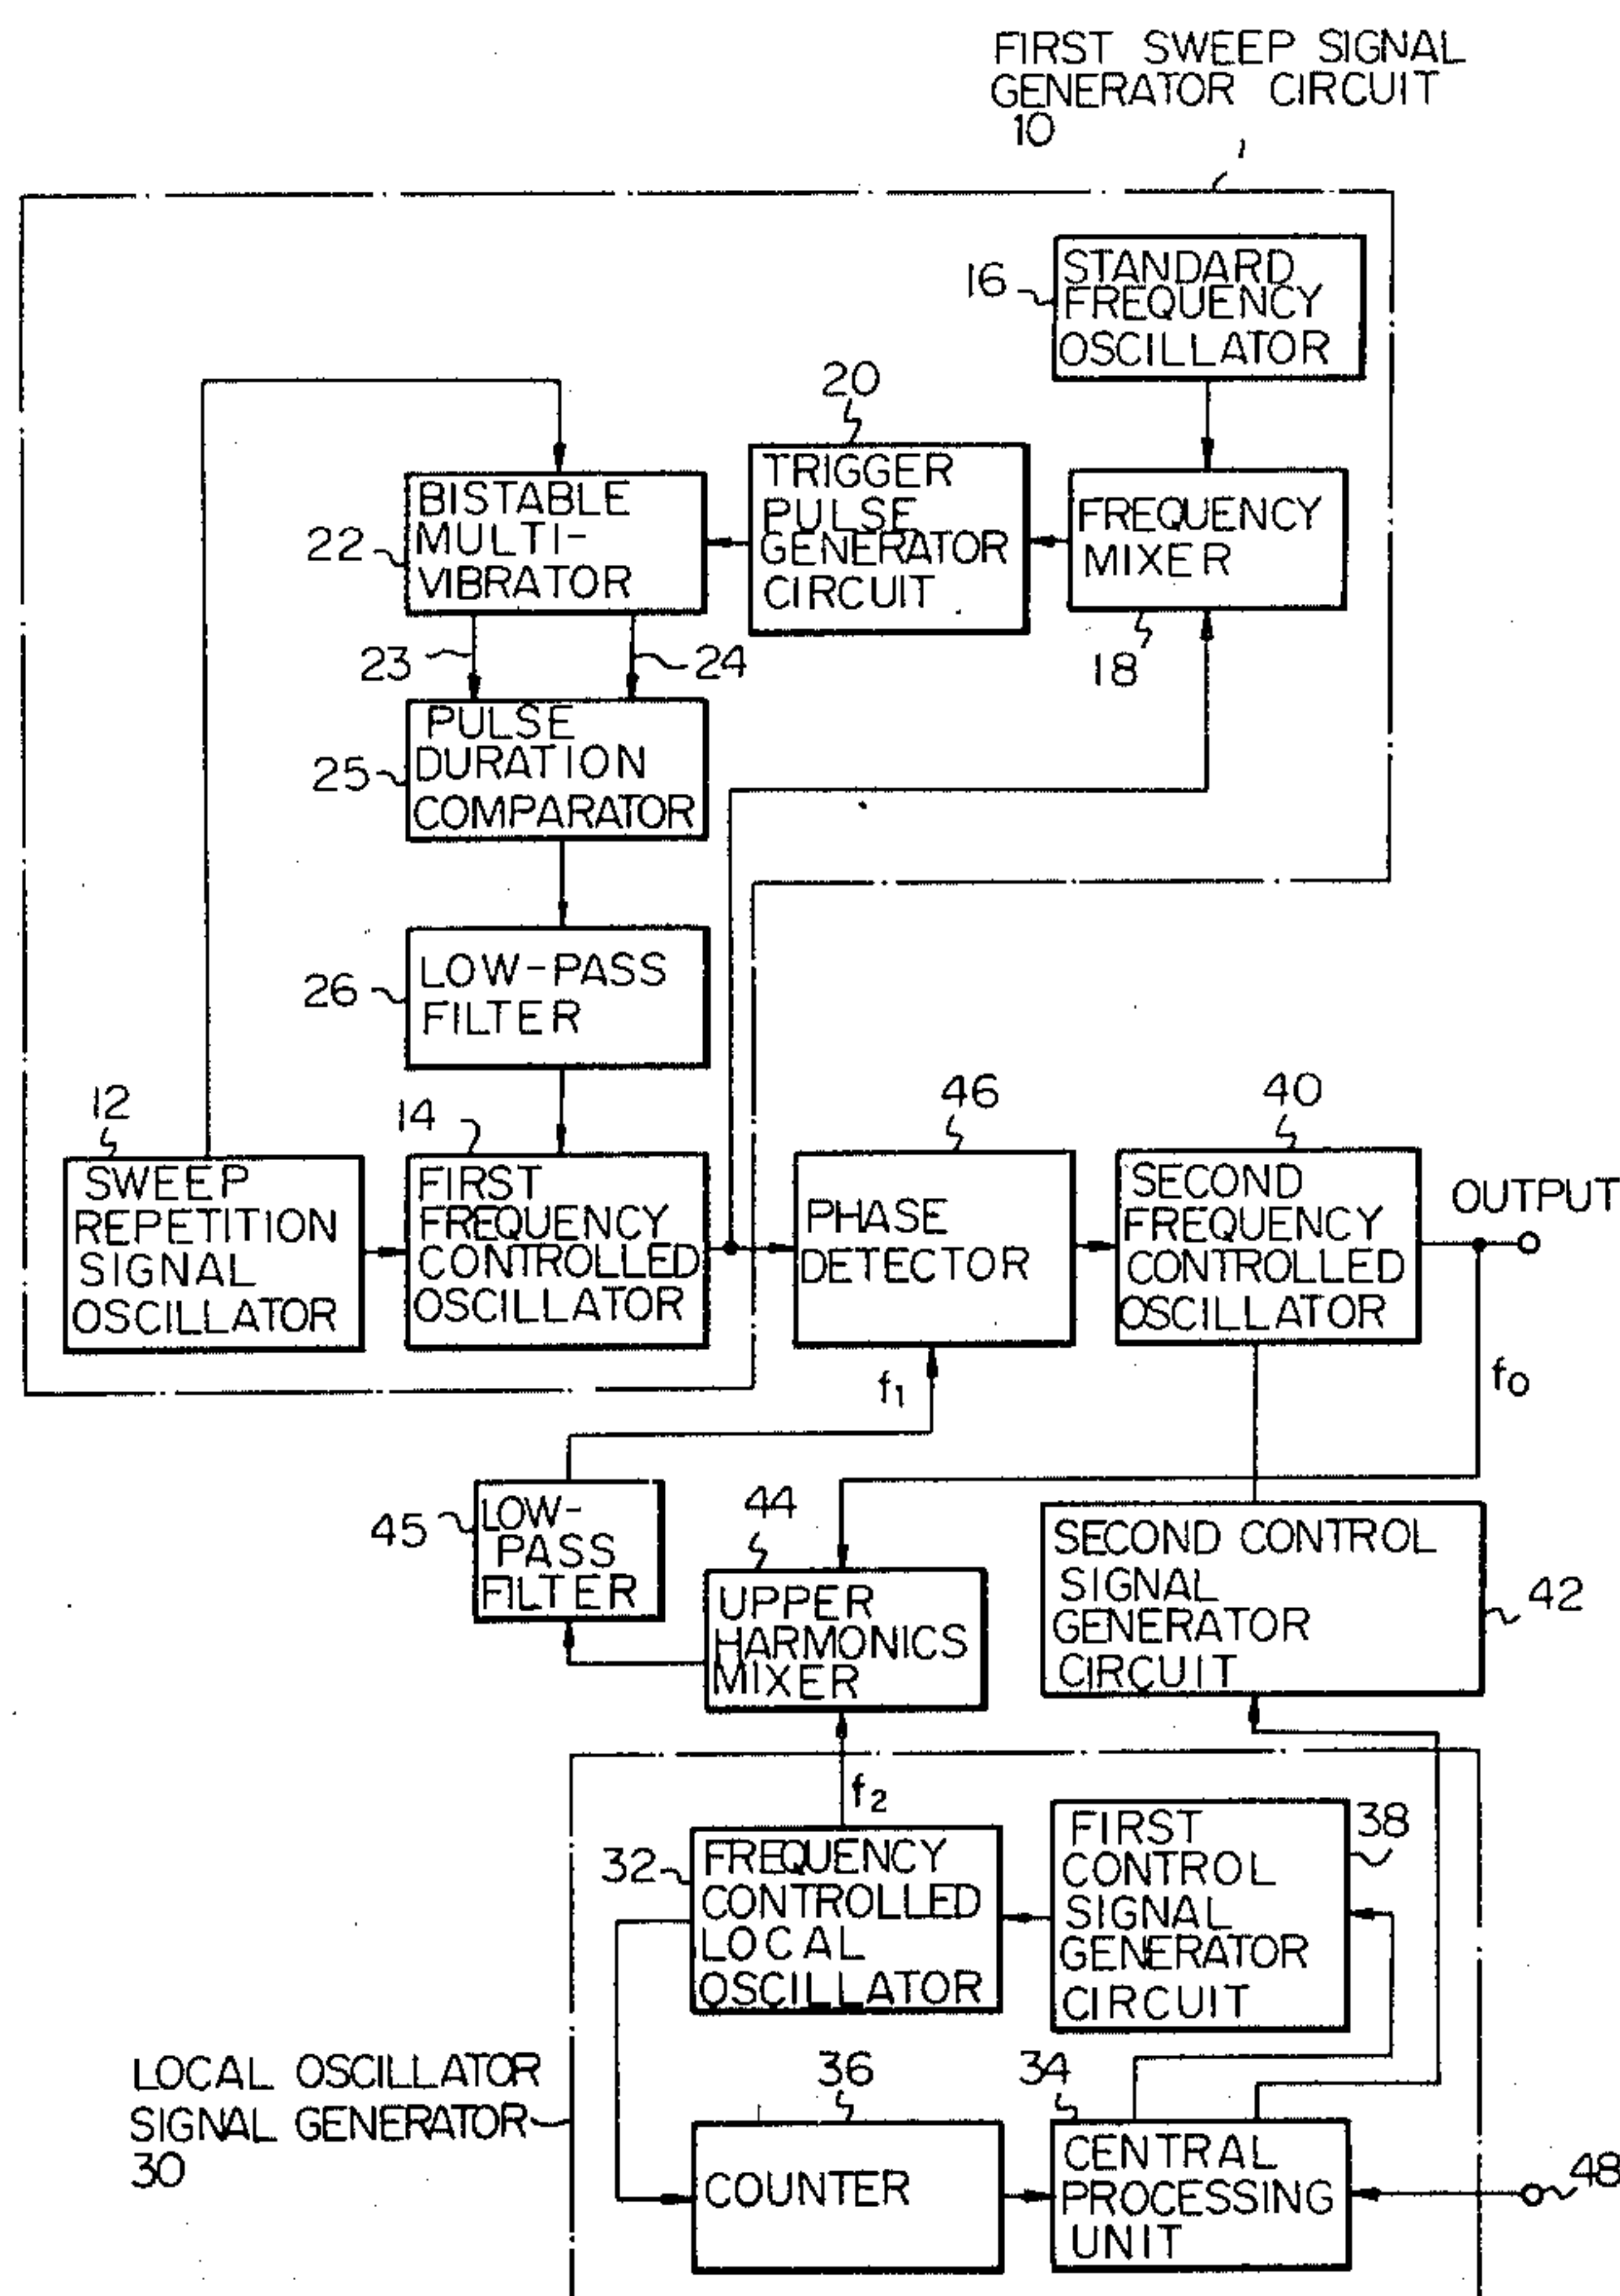 FIRST SWEEP SIGNAL
GENERATOR CIRCUIT
10
16
STANDARD
FREQUENCY
OSCILLATOR
20
TRIGGER
PULSE
GENERATOR
CIRCUIT
22
BISTABLE
MULTI-
VIBRATOR
FREQUENCY
MIXER
18
23
24
25
PULSE
DURATION
COMPARATOR
26
LOW-PASS
FILTER
12
SWEEP
REPETITION
SIGNAL
OSCILLATOR
14
FIRST
FREQUENCY
CONTROLLED
OSCILLATOR
46
PHASE
DETECTOR
40
SECOND
FREQUENCY
CONTROLLED
OSCILLATOR
OUTPUT
f1
f0
45
LOW-
PASS
FILTER
44
UPPER
HARMONICS
MIXER
SECOND CONTROL
SIGNAL
GENERATOR
CIRCUIT
42
f2
32
FREQUENCY
CONTROLLED
LOCAL
OSCILLATOR
FIRST
CONTROL
SIGNAL
GENERATOR
CIRCUIT
38
LOCAL OSCILLATOR
SIGNAL GENERATOR
30
36
COUNTER
34
CENTRAL
PROCESSING
UNIT
48